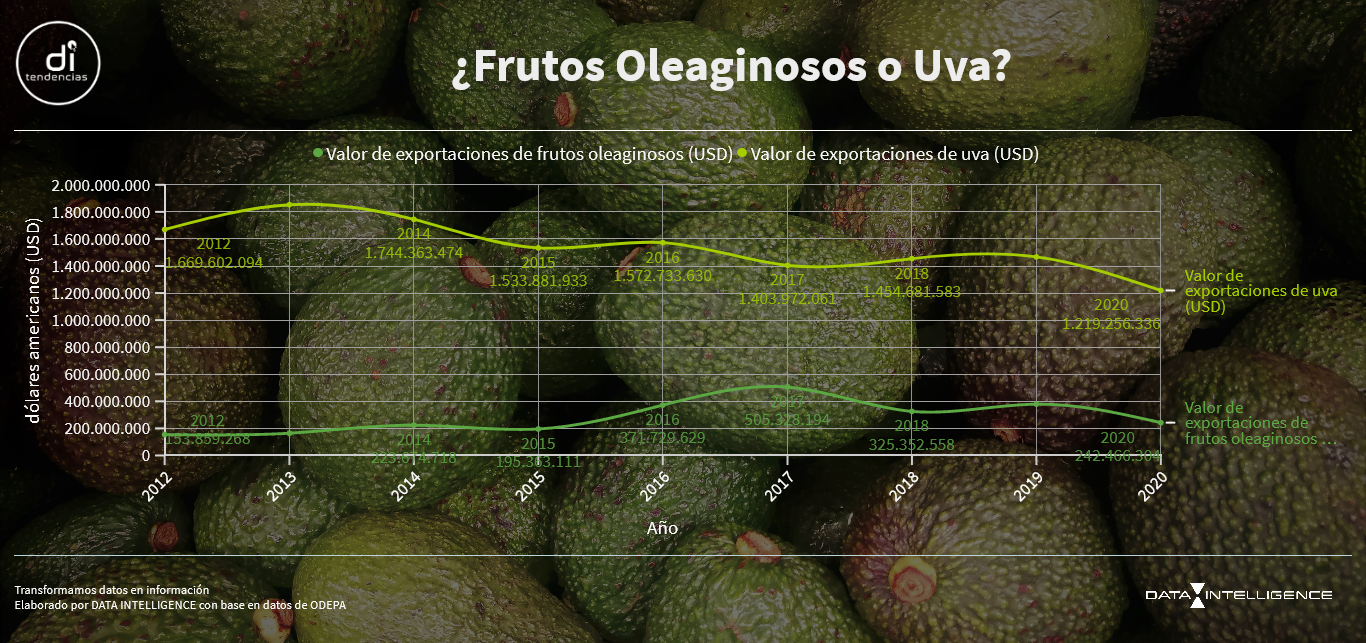 di
tendencias
¿Frutos Oleaginosos o Uva?
Valor de exportaciones de frutos oleaginosos (USD)
Valor de exportaciones de uva (USD)
dólares americanos (USD)
2.000.000.000
1.800.000.000
1.600.000.000
1.400.000.000
1.200.000.000
1.000.000.000
800.000.000
600.000.000
400.000.000
200.000.000
0
2012
1.669.602.094
2014
1.744.363.474
2015
1.533.881.933
2016
1.572.733.630
2017
1.403.972.061
2018
1.454.681.583
2020
1.219.256.336
Valor de
exportaciones de uva
(USD)
2012
153.859.268
2014
2015
195.303.111
2016
371.729.629
2017
505.328.194
2018
325.352.558
2020
Valor de
exportaciones de
frutos oleaginosos …
2012
2013
2014
2015
2016
2017
2018
2019
2020
Año
Transformamos datos en información
Elaborado por DATA INTELLIGENCE con base en datos de ODEPA
DATA INTELLIGENCE